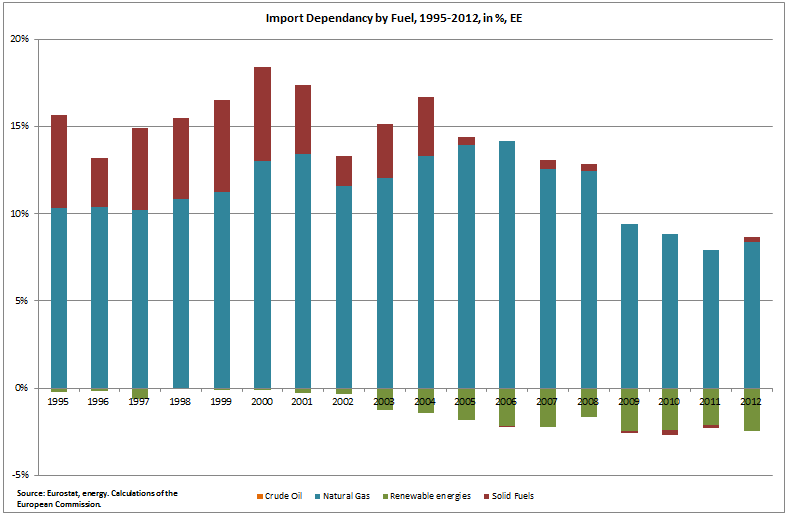 Import Dependancy by Fuel, 1995-2012, in %, EE
20%
15%
10%
5%
0%
-5%
1995 1996 1997 1998 1999 2000 2001 2002 2003 2004 2005 2006 2007 2008 2009 2010 2011 2012
Source: Eurostat, energy. Calculations of the
European Commission.
Crude Oil Natural Gas Renewable energies Solid Fuels